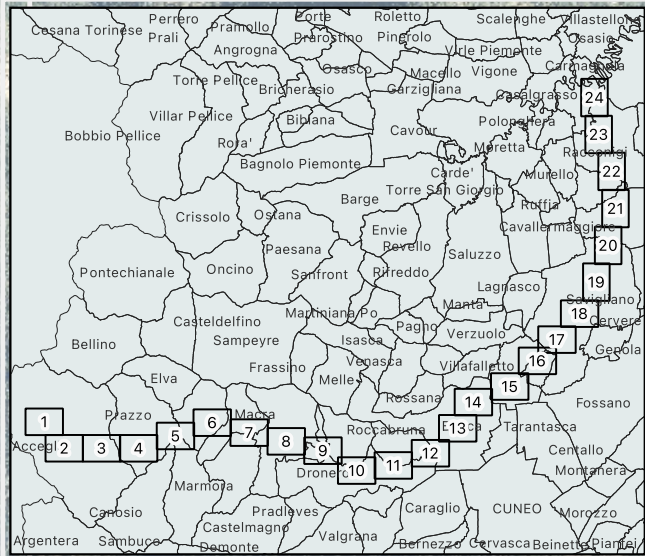 Perrero
Porte
Roletto
Scalenghe
Villastellone
Cesana Torinese
Prali
Pramollo
Prarostino
Pinerolo
Osasio
Angrogna
Virle Piemonte
Osasco
Macello
Vigone
Carmagnola
Torre Pellice
Bricherasio
Garzigliana
Casalgrasso
24
Villar Pellice
Bibiana
Cavour
Polonghera
23
Bobbio Pellice
Rora'
Moretta
Racconigi
Bagnolo Piemonte
Carde'
Murello
22
Torre San Giorgio
Barge
Ruffia
21
Crissolo
Ostana
Envie
Cavallermaggiore
Paesana
Revello
Saluzzo
20
Pontechianale
Oncino
Sanfront
Rifreddo
Lagnasco
19
Manta
Savigliano
Casteldelfino
Martiniana Po
Pagno
Verzuolo
18
Cervere
Bellino
Sampeyre
Isasca
17
Genola
Venasca
Villafalletto
16
Frassino
Melle
15
Elva
Rossana
14
Fossano
Prazzo
Macra
1
6
7
Roccabruna
13
Tarantasca
2
3
4
5
8
9
12
Centallo
Dronero
10
11
Montanera
Marmora
Canosio
Pradleves
Caraglio
CUNEO
Morozzo
Castelmagno
Argentera
Sambuco
Demonte
Valgrana
Bernezzo
Cervasca
Beinette